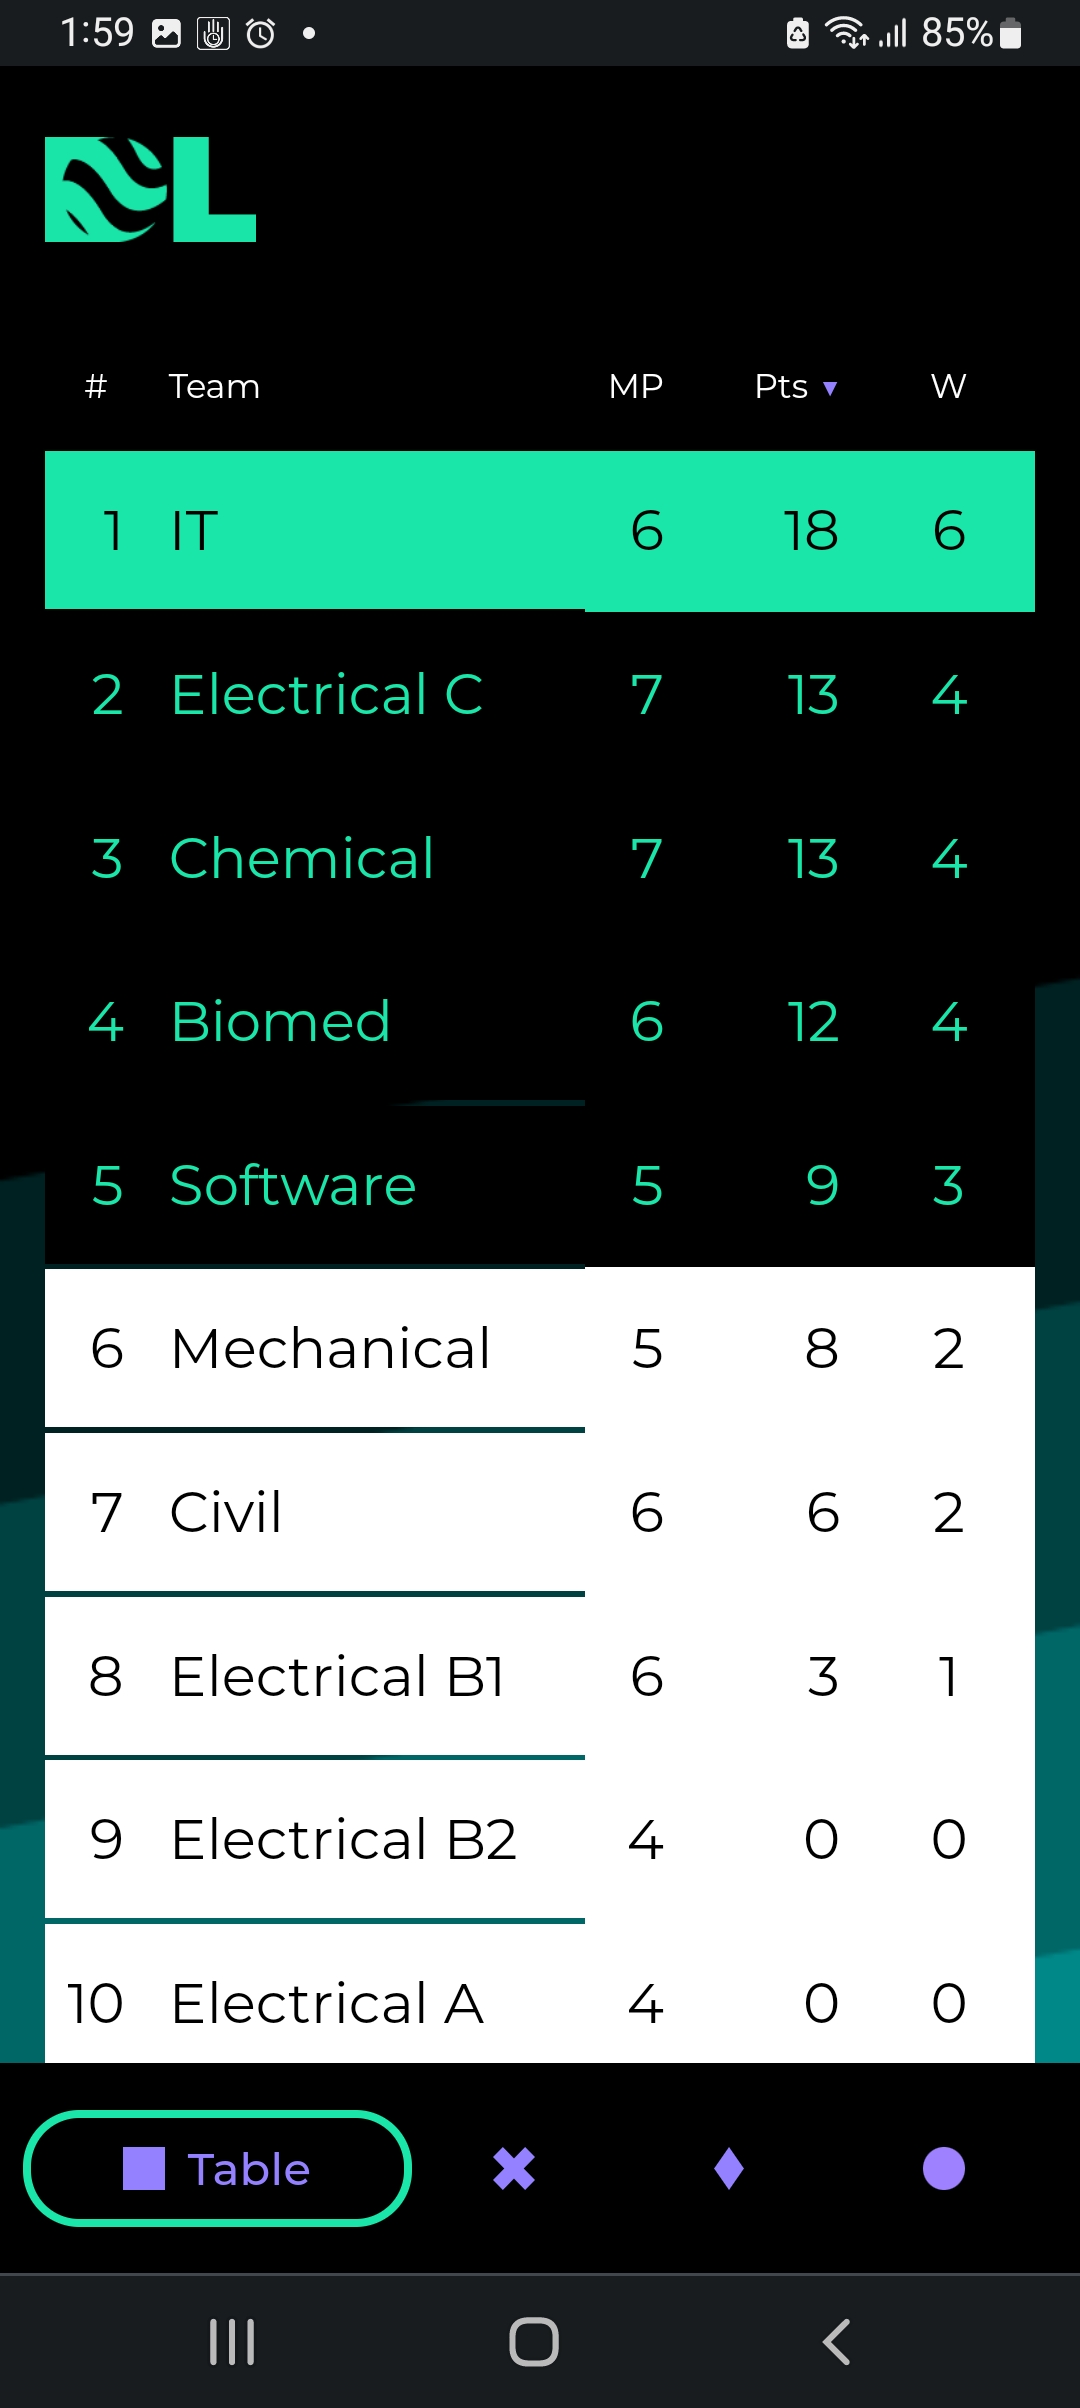 1:59 85%
L
# Team MP Pts ▼ W
1 IT 6 18 6
2 Electrical C 7 13 4
3 Chemical 7 13 4
4 Biomed 6 12 4
5 Software 5 9 3
6 Mechanical 5 8 2
7 Civil 6 6 2
8 Electrical B1 6 3 1
9 Electrical B2 4 0 0
10 Electrical A 4 0 0
Table